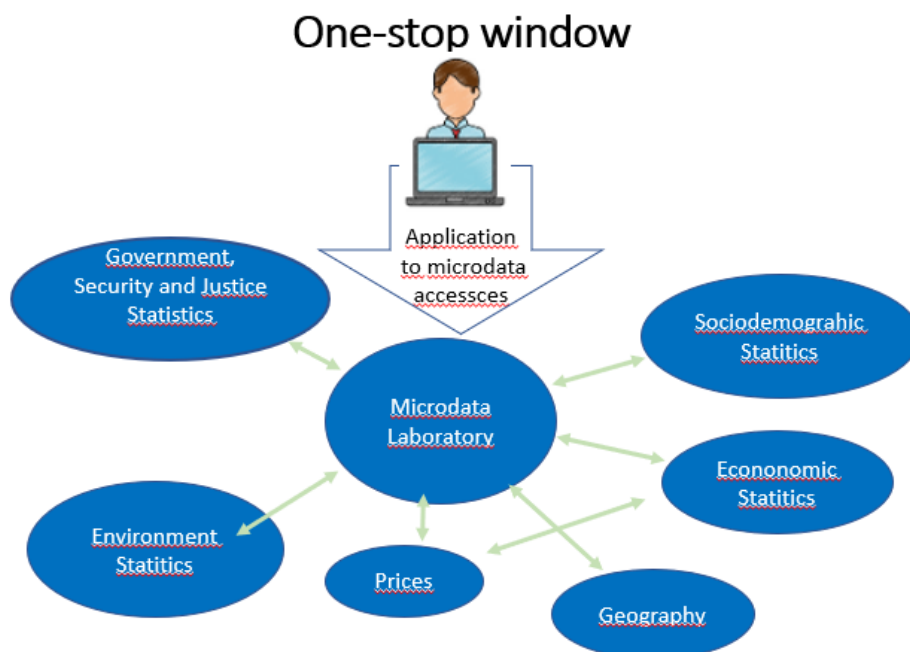 One-stop window
Application
to microdata
accessces
Government,
Security and Justice
Statistics
Sociodemograhic
Statitics
Microdata
Laboratory
Econonomic
Statitics
Environment
Statitics
Prices
Geography